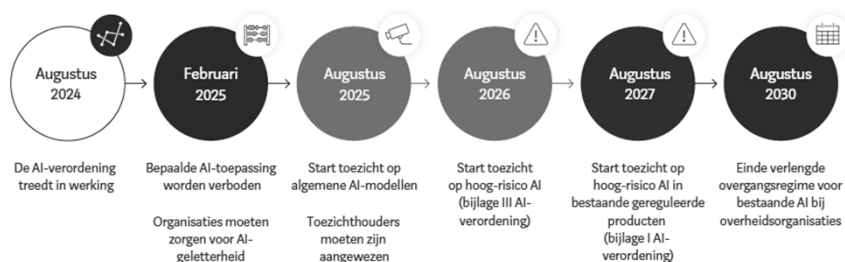 Augustus
2024
Februari
2025
Augustus
2025
Augustus
2026
Augustus
2027
Augustus
2030
De AI-verordening
treedt in werking
Bepaalde AI-toepassing
worden verboden
Organisaties moeten
zorgen voor AI-
geletterheid
Start toezicht op
algemene AI-modellen
Toezichthouders
moeten zijn
aangewezen
Start toezicht
op hoog-risico AI
(bijlage III AI-
verordening)
Start toezicht op
hoog-risico AI in
bestaande gereguleerde
producten
(bijlage I AI-
verordening)
Einde verlengde
overgangsregime voor
bestaande AI bij
overheidsorganisaties